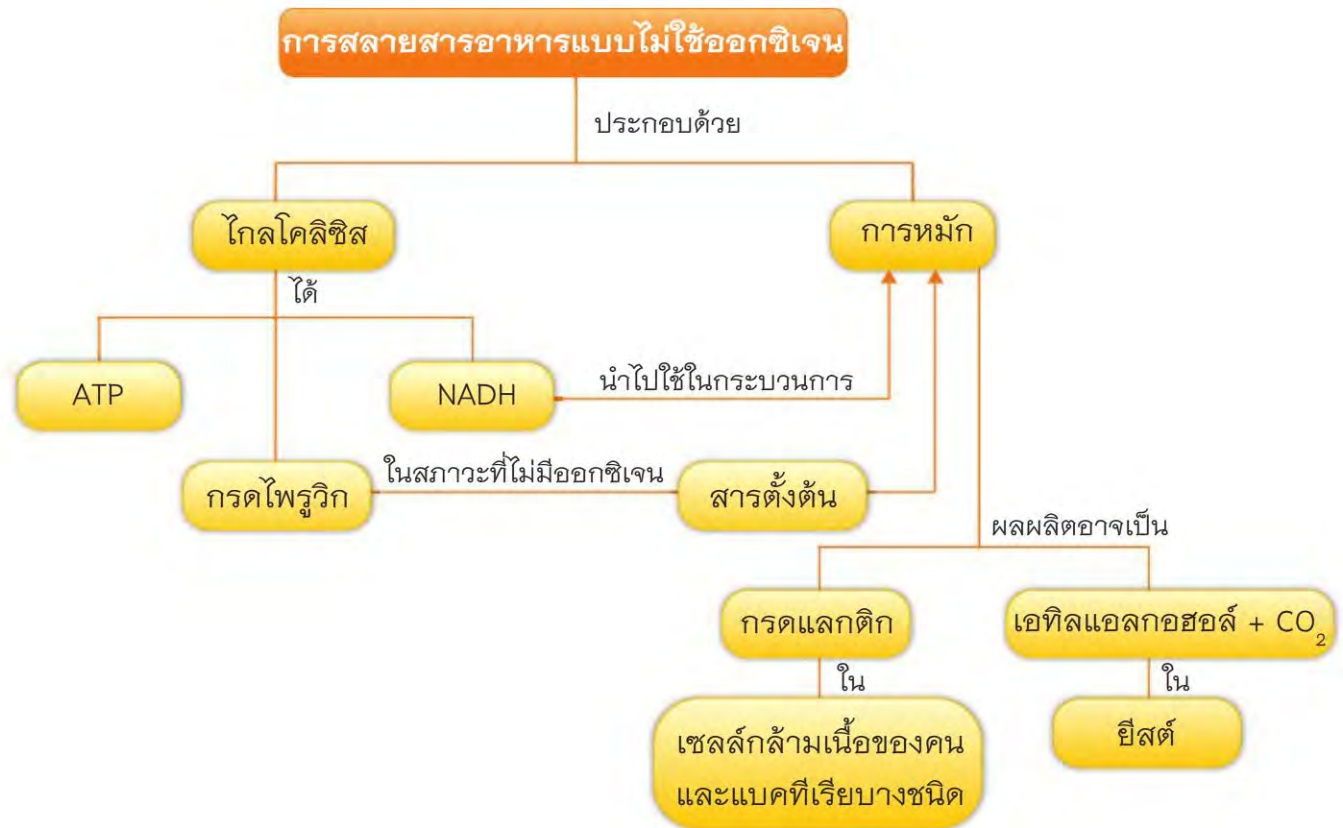 การสลายสารอาหารแบบไม่ใช้ออกซิเจน
ประกอบด้วย
ไกลโคลิซิส
การหมัก
ได้
ATP
NADH
นำไปใช้ในกระบวนการ
กรดไพรูวิก
ในสภาวะที่ไม่มีออกซิเจน
สารตั้งต้น
ผลผลิตอาจเป็น
กรดแลกติก
เอทิลแอลกอฮอล์ + CO₂
ใน
ใน
เซลล์กล้ามเนื้อของคน
และแบคทีเรียบางชนิด
ยีสต์